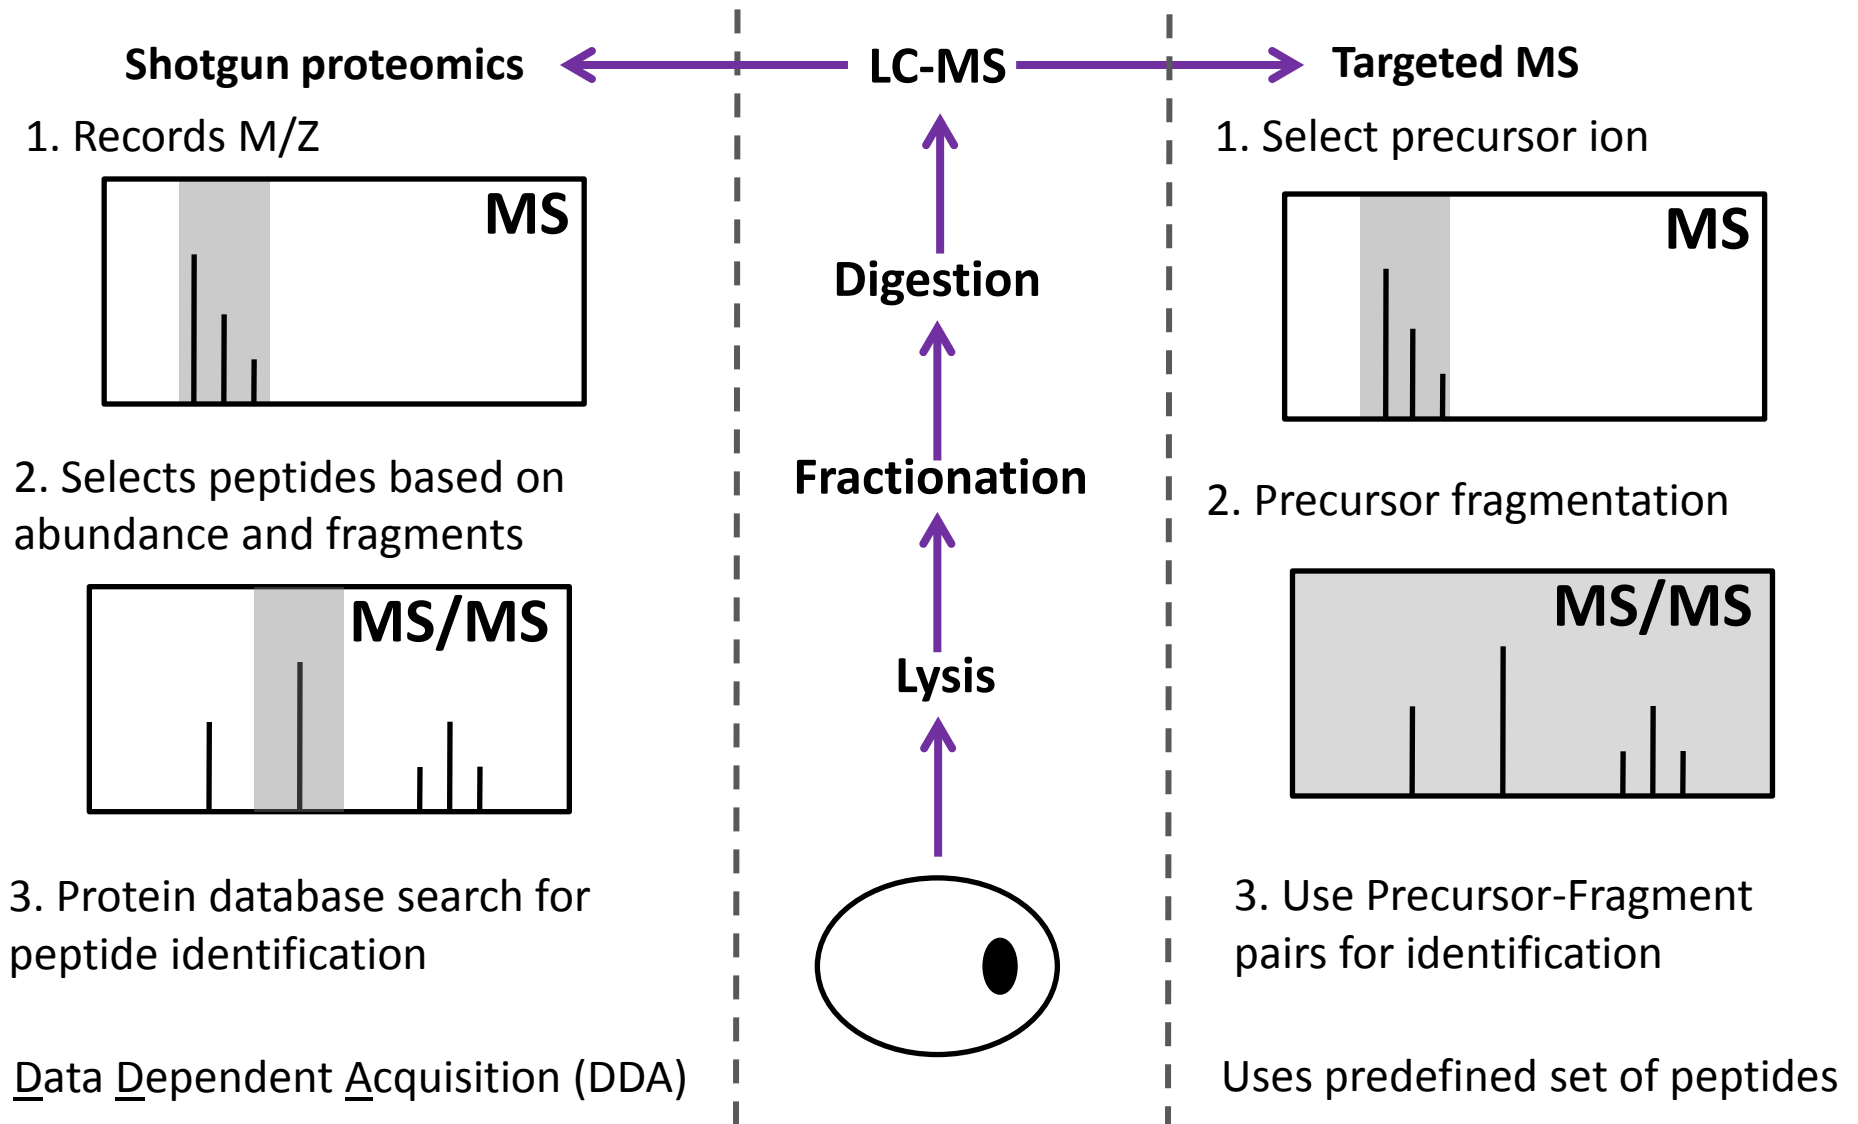 Shotgun proteomics
1. Records M/Z
MS
2. Selects peptides based on
abundance and fragments
MS/MS
3. Protein database search for
peptide identification
Data Dependent Acquisition (DDA)
LC-MS
Digestion
Fractionation
Lysis
Targeted MS
1. Select precursor ion
MS
2. Precursor fragmentation
MS/MS
3. Use Precursor-Fragment
pairs for identification
Uses predefined set of peptides